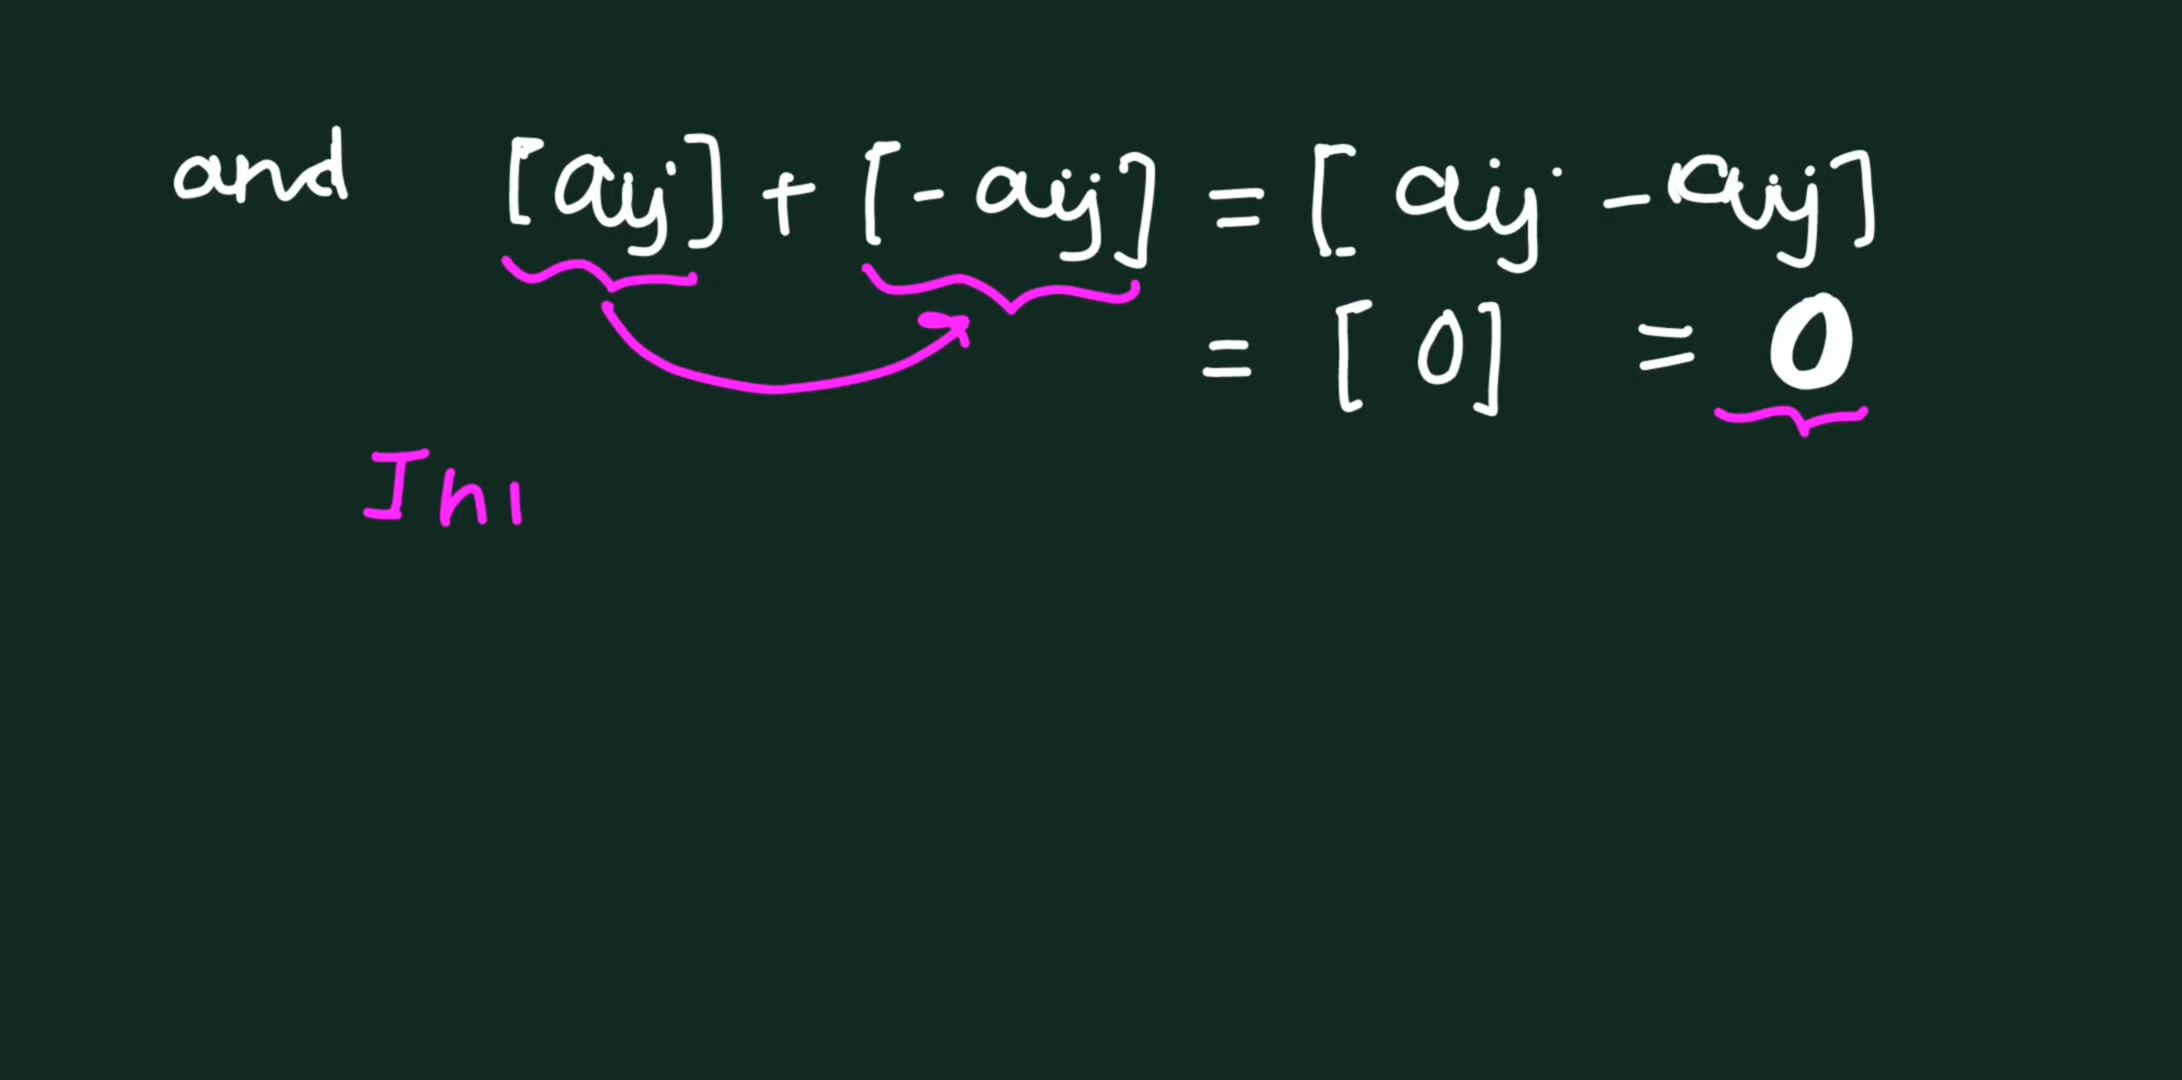 and [aij] + [-aij] = [aij - aij]
= [0] = 0
Ini